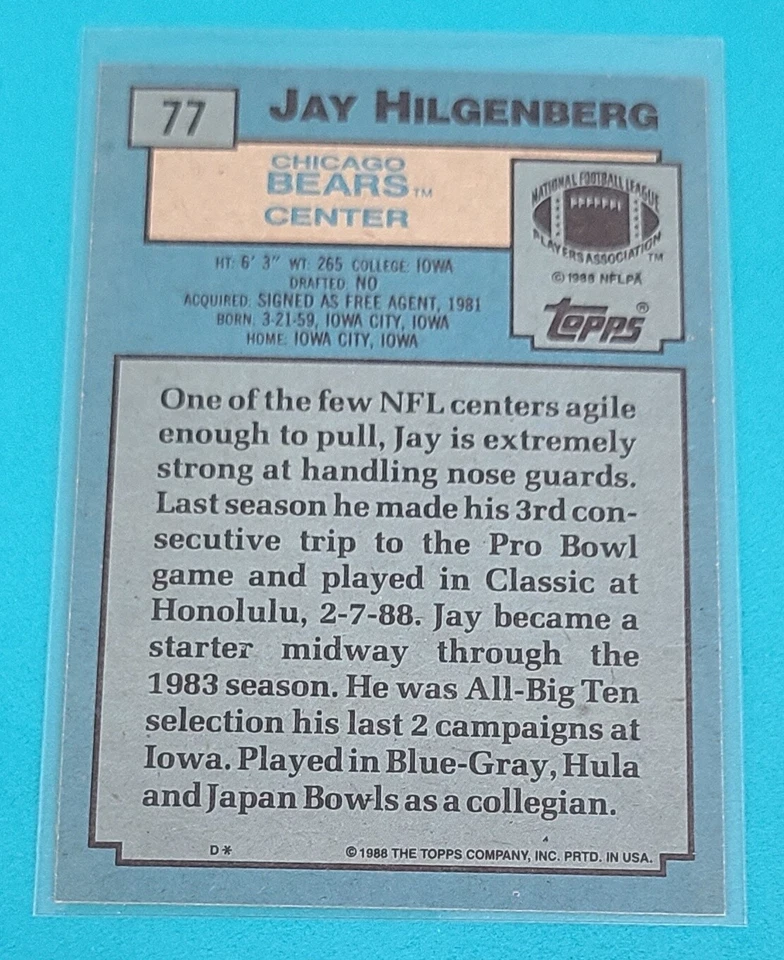 77
JAY HILGENBERG
CHICAGO
BEARS™
CENTER
NATIONAL FOOTBALL LEAGUE
PLAYERS ASSOCIATION™
©1988 NFLPA
TOPPS®
HT: 6' 3" WT: 265 COLLEGE: IOWA
DRAFTED: NO
ACQUIRED: SIGNED AS FREE AGENT, 1981
BORN: 3-21-59, IOWA CITY, IOWA
HOME: IOWA CITY, IOWA
One of the few NFL centers agile
enough to pull, Jay is extremely
strong at handling nose guards.
Last season he made his 3rd con-
secutive trip to the Pro Bowl
game and played in Classic at
Honolulu, 2-7-88. Jay became a
starter midway through the
1983 season. He was All-Big Ten
selection his last 2 campaigns at
Iowa. Played in Blue-Gray, Hula
and Japan Bowls as a collegian.
D* ©1988 THE TOPPS COMPANY, INC. PRTD. IN USA.